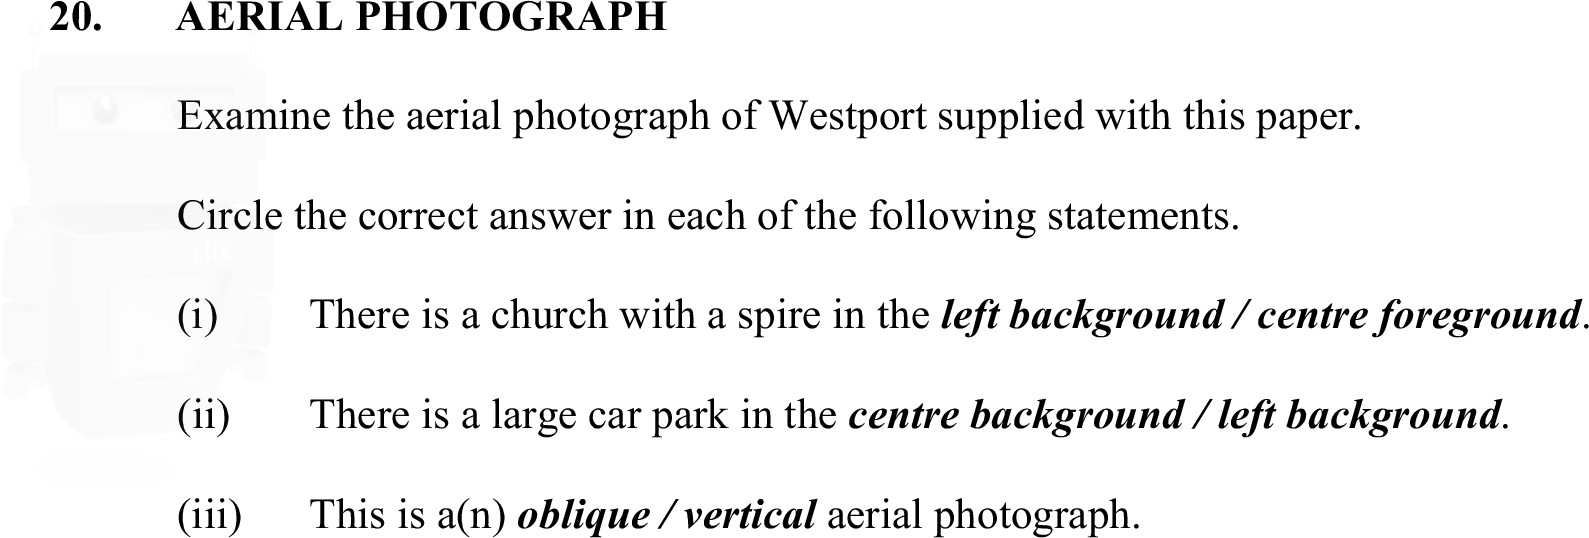 20. AERIAL PHOTOGRAPH
Examine the aerial photograph of Westport supplied with this paper.
Circle the correct answer in each of the following statements.
(i) There is a church with a spire in the left background / centre foreground.
(ii) There is a large car park in the centre background / left background.
(iii) This is a(n) oblique / vertical aerial photograph.